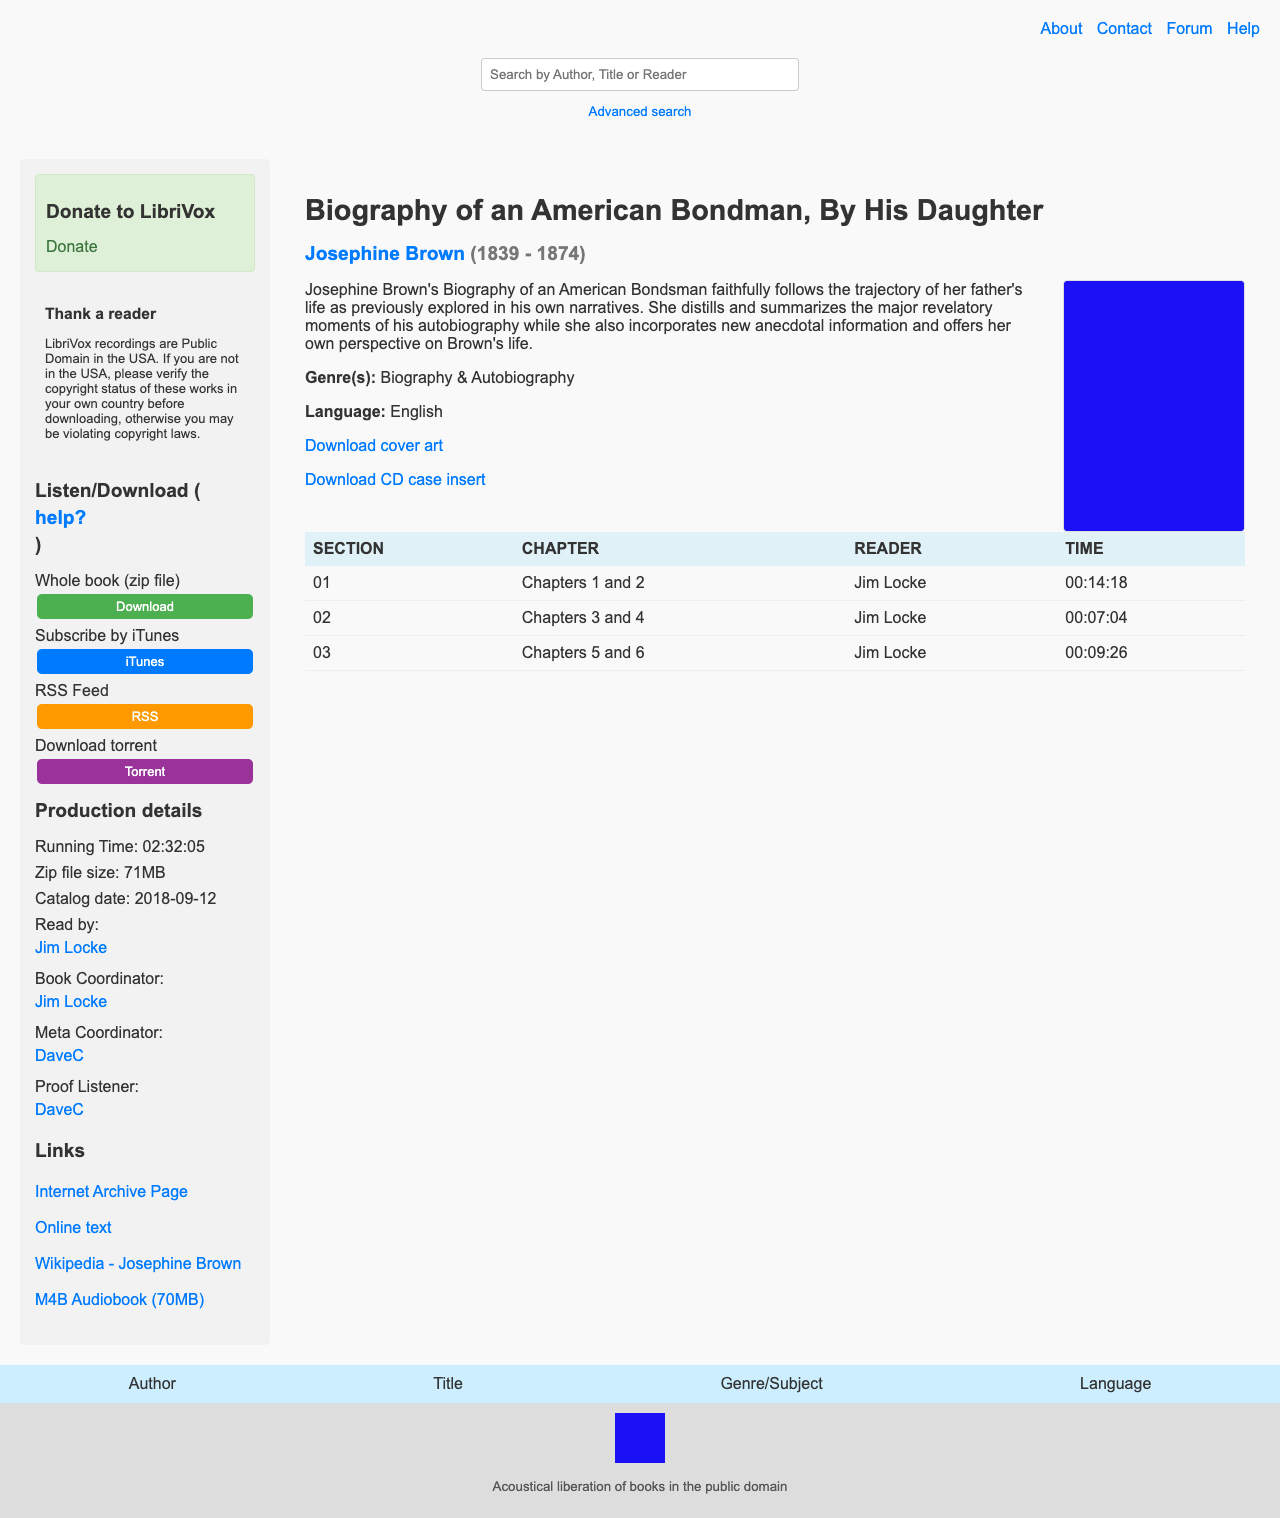 About Contact Forum Help
Search by Author, Title or Reader
Advanced search
Donate to LibriVox
Donate
Thank a reader
LibriVox recordings are Public
Domain in the USA. If you are not
in the USA, please verify the
copyright status of these works in
your own country before
downloading, otherwise you may
be violating copyright laws.
Listen/Download (
help?
)
Whole book (zip file)
Download
Subscribe by iTunes
iTunes
RSS Feed
RSS
Download torrent
Torrent
Production details
Running Time: 02:32:05
Zip file size: 71MB
Catalog date: 2018-09-12
Read by:
Jim Locke
Book Coordinator:
Jim Locke
Meta Coordinator:
DaveC
Proof Listener:
DaveC
Links
Internet Archive Page
Online text
Wikipedia - Josephine Brown
M4B Audiobook (70MB)
Biography of an American Bondman, By His Daughter
Josephine Brown (1839 - 1874)
Josephine Brown's Biography of an American Bondsman faithfully follows the trajectory of her father's
life as previously explored in his own narratives. She distills and summarizes the major revelatory
moments of his autobiography while she also incorporates new anecdotal information and offers her
own perspective on Brown's life.
Genre(s): Biography & Autobiography
Language: English
Download cover art
Download CD case insert
SECTION CHAPTER READER TIME
01 Chapters 1 and 2 Jim Locke 00:14:18
02 Chapters 3 and 4 Jim Locke 00:07:04
03 Chapters 5 and 6 Jim Locke 00:09:26
Author Title Genre/Subject Language
Acoustical liberation of books in the public domain